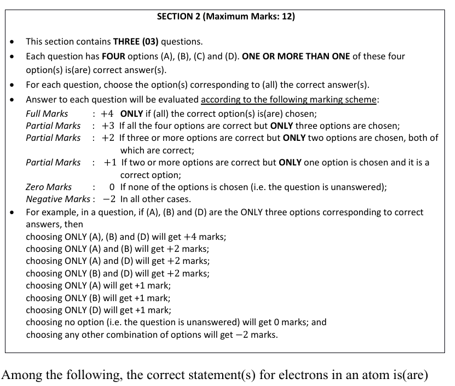 SECTION 2 (Maximum Marks: 12)
• This section contains THREE (03) questions.
• Each question has FOUR options (A), (B), (C) and (D). ONE OR MORE THAN ONE of these four
option(s) is(are) correct answer(s).
• For each question, choose the option(s) corresponding to (all) the correct answer(s).
• Answer to each question will be evaluated according to the following marking scheme:
Full Marks : +4 ONLY if (all) the correct option(s) is(are) chosen;
Partial Marks : +3 If all the four options are correct but ONLY three options are chosen;
Partial Marks : +2 If three or more options are correct but ONLY two options are chosen, both of
which are correct;
Partial Marks : +1 If two or more options are correct but ONLY one option is chosen and it is a
correct option;
Zero Marks : 0 If none of the options is chosen (i.e. the question is unanswered);
Negative Marks : −2 In all other cases.
• For example, in a question, if (A), (B) and (D) are the ONLY three options corresponding to correct
answers, then
choosing ONLY (A), (B) and (D) will get +4 marks;
choosing ONLY (A) and (B) will get +2 marks;
choosing ONLY (A) and (D) will get +2 marks;
choosing ONLY (B) and (D) will get +2 marks;
choosing ONLY (A) will get +1 mark;
choosing ONLY (B) will get +1 mark;
choosing ONLY (D) will get +1 mark;
choosing no option (i.e. the question is unanswered) will get 0 marks; and
choosing any other combination of options will get −2 marks.
Among the following, the correct statement(s) for electrons in an atom is(are)